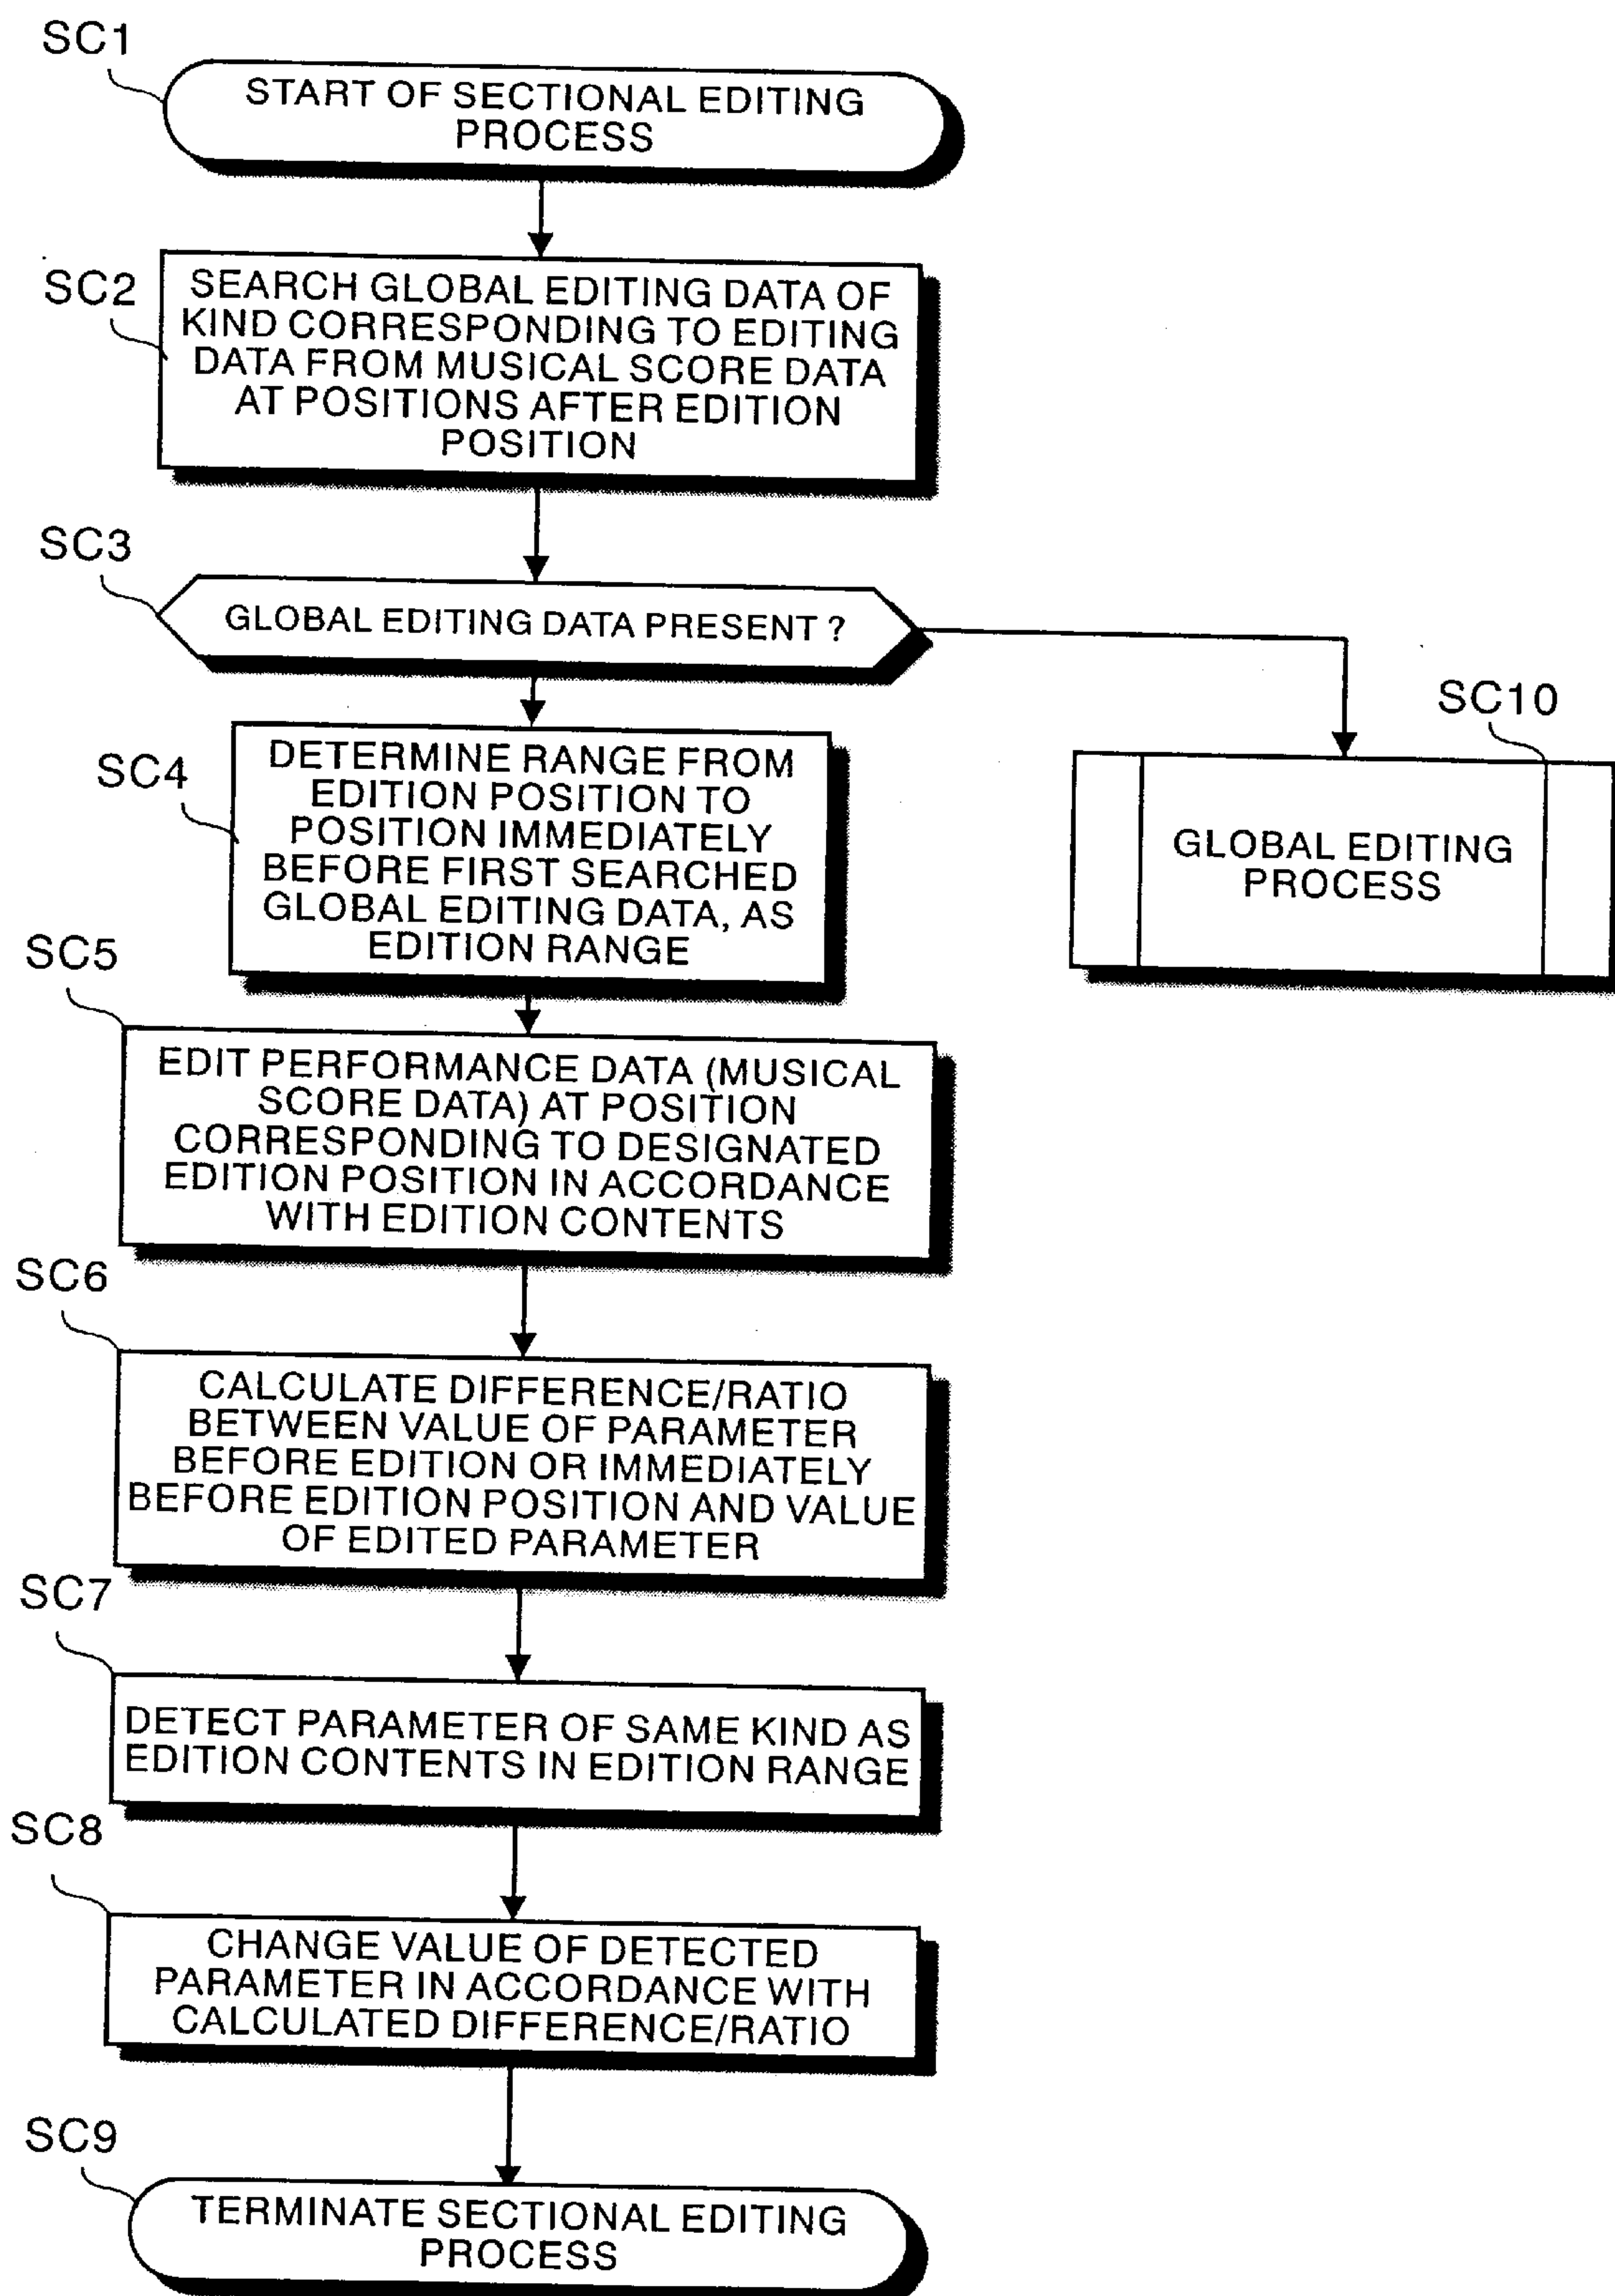 SC1
START OF SECTIONAL EDITING
PROCESS
SC2
SEARCH GLOBAL EDITING DATA OF
KIND CORRESPONDING TO EDITING
DATA FROM MUSICAL SCORE DATA
AT POSITIONS AFTER EDITION
POSITION
SC3
GLOBAL EDITING DATA PRESENT ?
SC10
GLOBAL EDITING
PROCESS
SC4
DETERMINE RANGE FROM
EDITION POSITION TO
POSITION IMMEDIATELY
BEFORE FIRST SEARCHED
GLOBAL EDITING DATA, AS
EDITION RANGE
SC5
EDIT PERFORMANCE DATA (MUSICAL
SCORE DATA) AT POSITION
CORRESPONDING TO DESIGNATED
EDITION POSITION IN ACCORDANCE
WITH EDITION CONTENTS
SC6
CALCULATE DIFFERENCE/RATIO
BETWEEN VALUE OF PARAMETER
BEFORE EDITION OR IMMEDIATELY
BEFORE EDITION POSITION AND VALUE
OF EDITED PARAMETER
SC7
DETECT PARAMETER OF SAME KIND AS
EDITION CONTENTS IN EDITION RANGE
SC8
CHANGE VALUE OF DETECTED
PARAMETER IN ACCORDANCE WITH
CALCULATED DIFFERENCE/RATIO
SC9
TERMINATE SECTIONAL EDITING
PROCESS